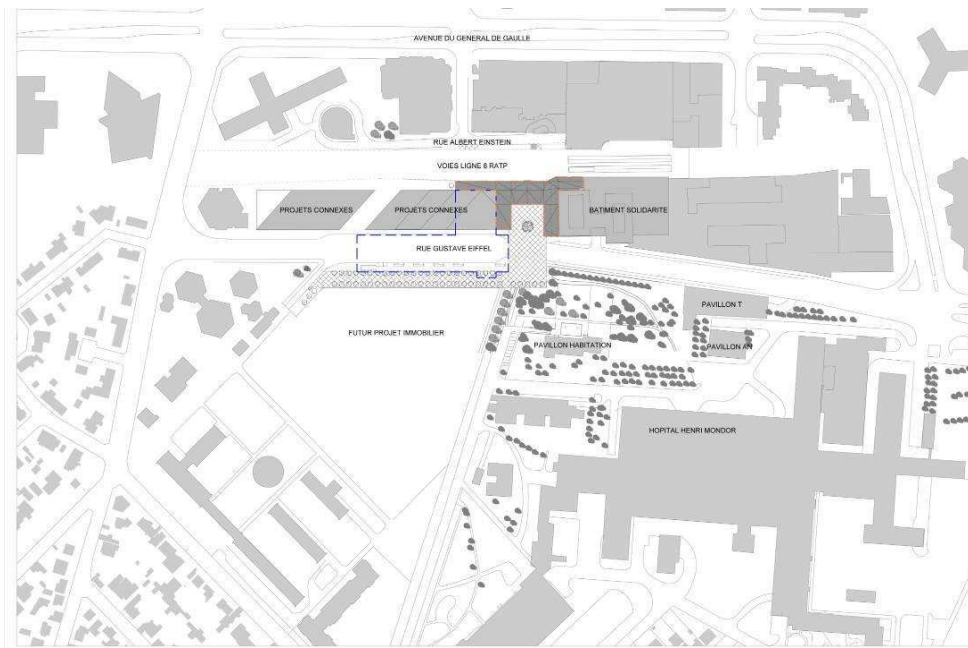 AVENUE DU GENERAL DE GAULLE
RUE ALBERT EINSTEIN
VOIES LIGNE 8 RATP
PROJETS CONNEXES
PROJETS CONNEXES
BATIMENT SOLIDARITE
RUE GUSTAVE EIFFEL
PAVILLON T
FUTUR PROJET IMMOBILIER
PAVILLON HABITATION
PAVILLON AN
HOPITAL HENRI MONDOR